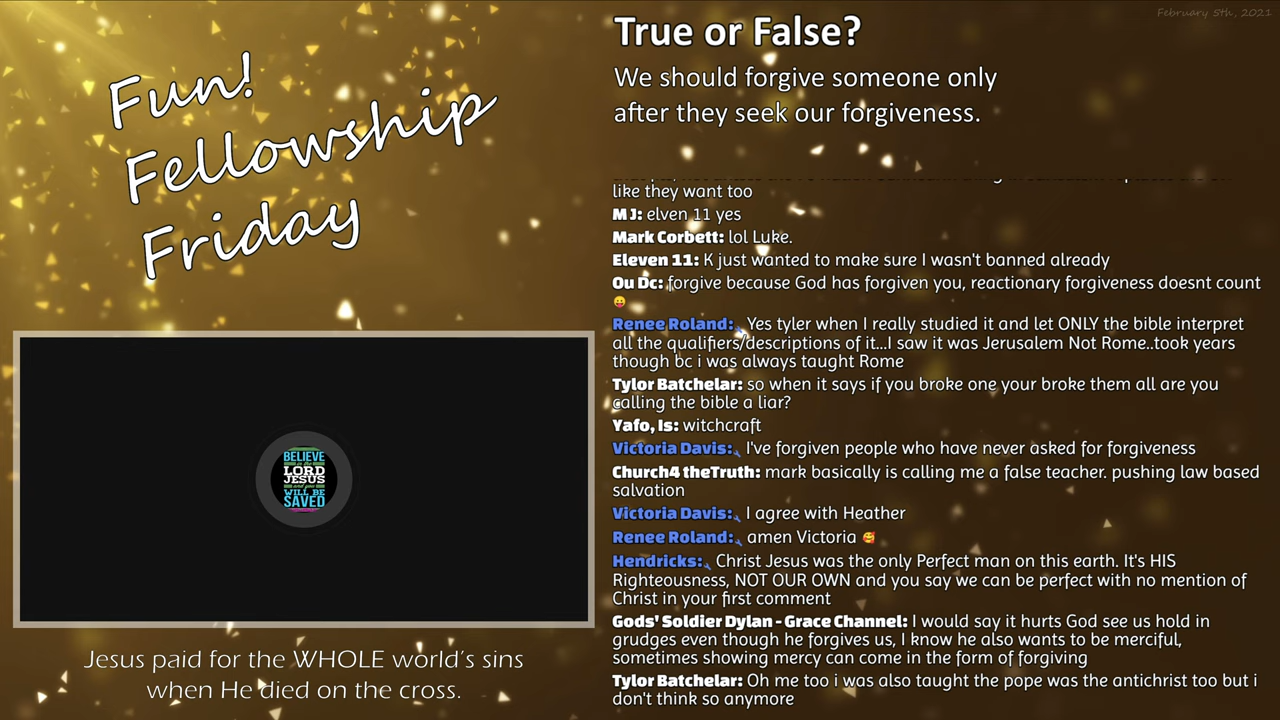 February 5th, 2021
Fun!
Fellowship
Friday
True or False?
We should forgive someone only
after they seek our forgiveness.
like they want too
M J: elven 11 yes
Mark Corbett: lol Luke.
Eleven 11: K just wanted to make sure I wasn't banned already
Ou Dc: forgive because God has forgiven you, reactionary forgiveness doesnt count
😛
Renee Roland: Yes tyler when I really studied it and let ONLY the bible interpret
all the qualifiers/descriptions of it...I saw it was Jerusalem Not Rome..took years
though bc i was always taught Rome
Tylor Batchelar: so when it says if you broke one your broke them all are you
calling the bible a liar?
Yafo, Is: witchcraft
Victoria Davis: I've forgiven people who have never asked for forgiveness
Church4 theTruth: mark basically is calling me a false teacher. pushing law based
salvation
Victoria Davis: I agree with Heather
Renee Roland: amen Victoria 🥰
Hendricks: Christ Jesus was the only Perfect man on this earth. It's HIS
Righteousness, NOT OUR OWN and you say we can be perfect with no mention of
Christ in your first comment
Gods' Soldier Dylan - Grace Channel: I would say it hurts God see us hold in
grudges even though he forgives us, I know he also wants to be merciful,
sometimes showing mercy can come in the form of forgiving
Tylor Batchelar: Oh me too i was also taught the pope was the antichrist too but i
don't think so anymore
BELIEVE
LORD
JESUS
WILL BE
SAVED
Jesus paid for the WHOLE world's sins
when He died on the cross.